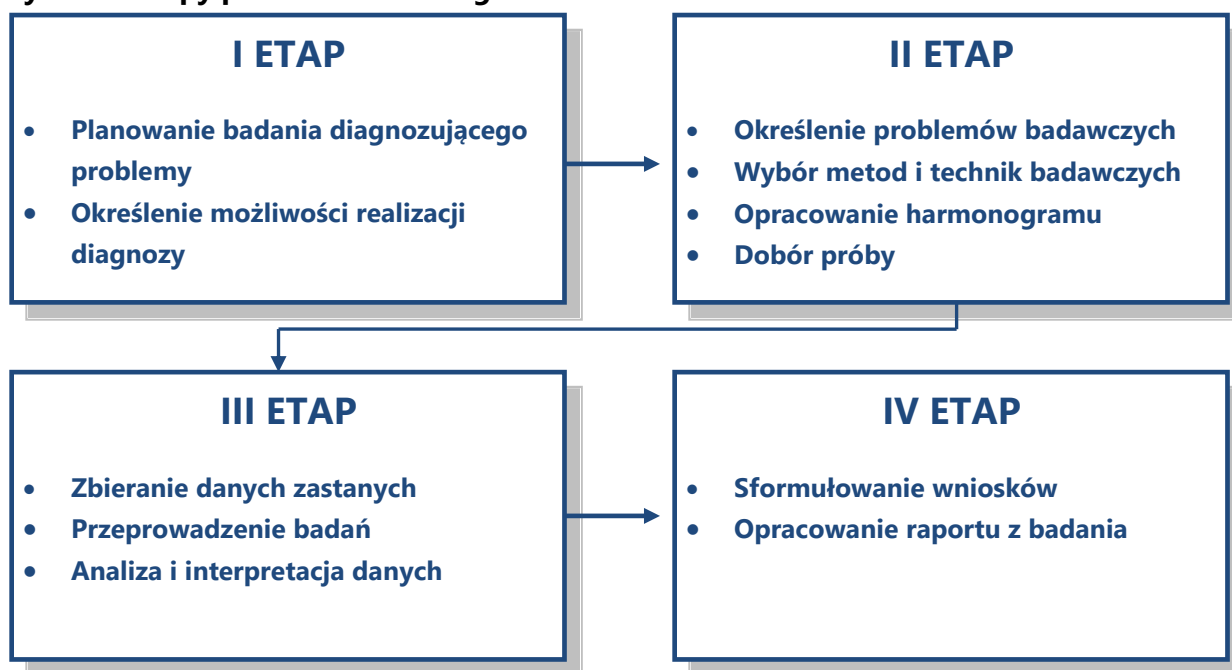 I ETAP
• Planowanie badania diagnozującego
problemy
• Określenie możliwości realizacji
diagnozy
II ETAP
• Określenie problemów badawczych
• Wybór metod i technik badawczych
• Opracowanie harmonogramu
• Dobór próby
III ETAP
• Zbieranie danych zastanych
• Przeprowadzenie badań
• Analiza i interpretacja danych
IV ETAP
• Sformułowanie wniosków
• Opracowanie raportu z badania